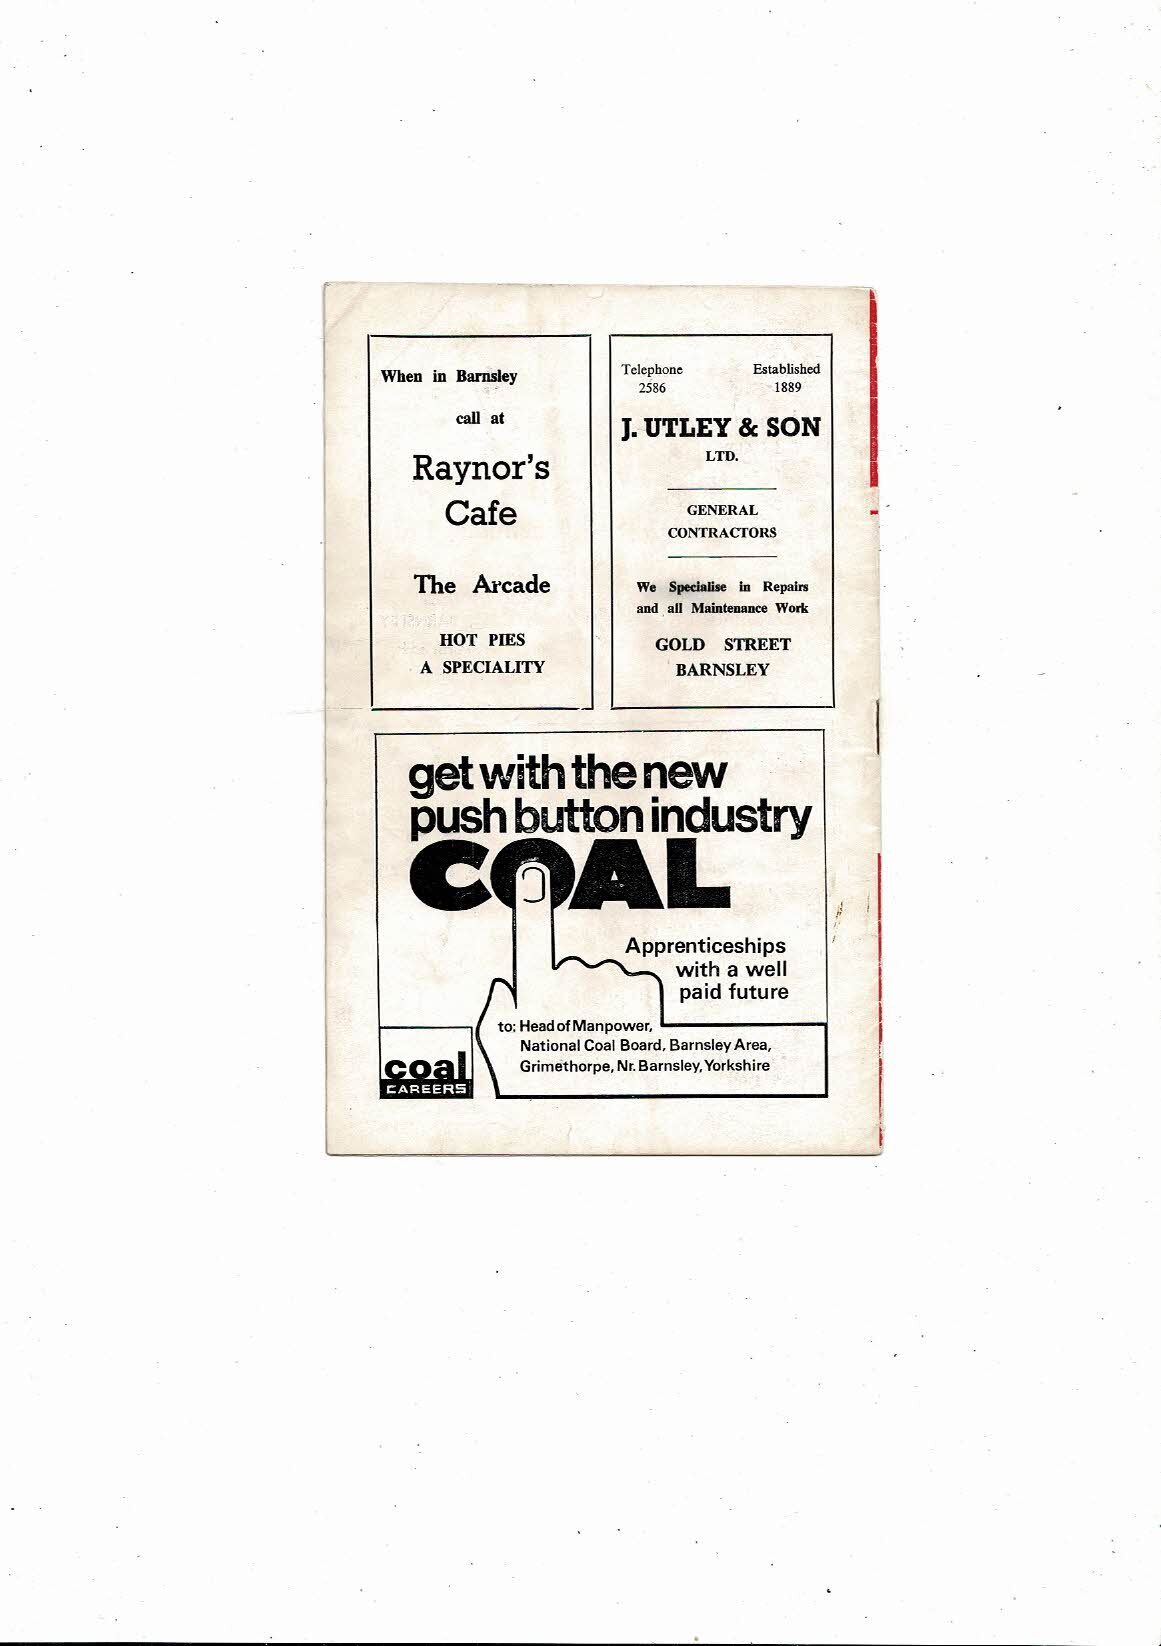 When in Barnsley
call at
Raynor's
Cafe
The Arcade
HOT PIES
A SPECIALITY
Telephone Established
2586 1889
J. UTLEY & SON
LTD.
GENERAL
CONTRACTORS
We Specialise in Repairs
and all Maintenance Work
GOLD STREET
BARNSLEY
get with the new
push button industry
COAL
Apprenticeships
with a well
paid future
to: Head of Manpower,
National Coal Board, Barnsley Area,
Grimethorpe, Nr. Barnsley, Yorkshire
coal
CAREERS